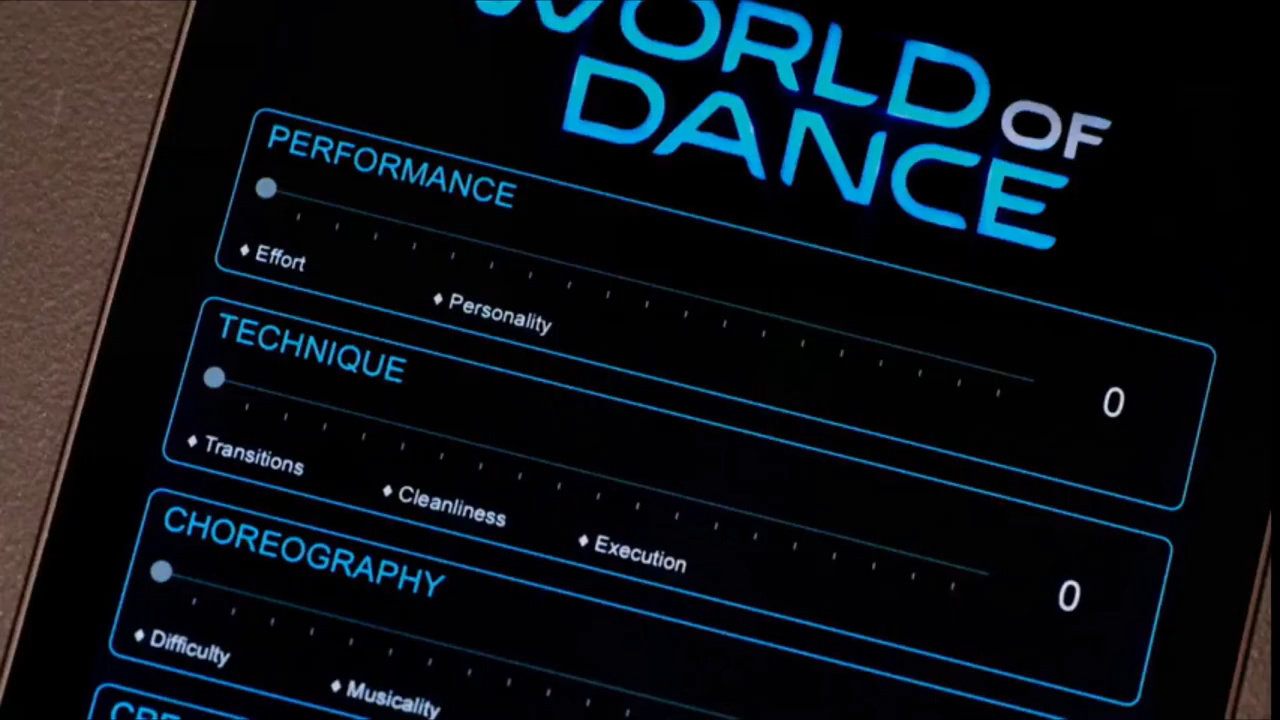 WORLD OF
DANCE
PERFORMANCE
♦ Effort ♦ Personality
0
TECHNIQUE
♦ Transitions ♦ Cleanliness ♦ Execution
0
CHOREOGRAPHY
♦ Difficulty ♦ Musicality